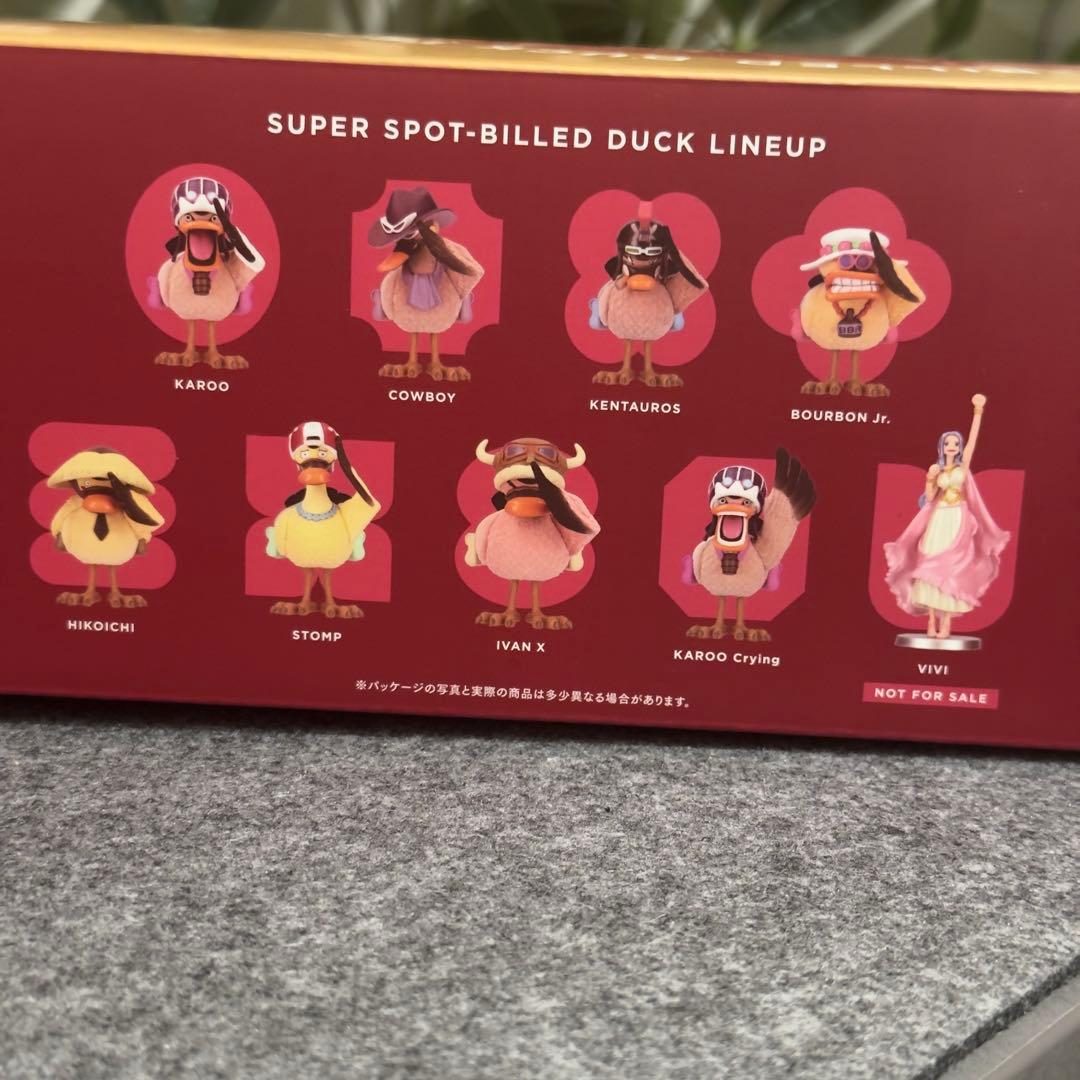 SUPER SPOT-BILLED DUCK LINEUP
KAROO
COWBOY
KENTAUROS
BOURBON Jr.
HIKOICHI
STOMP
IVAN X
KAROO Crying
VIVI
NOT FOR SALE
※パッケージの写真と実際の商品は多少異なる場合があります。